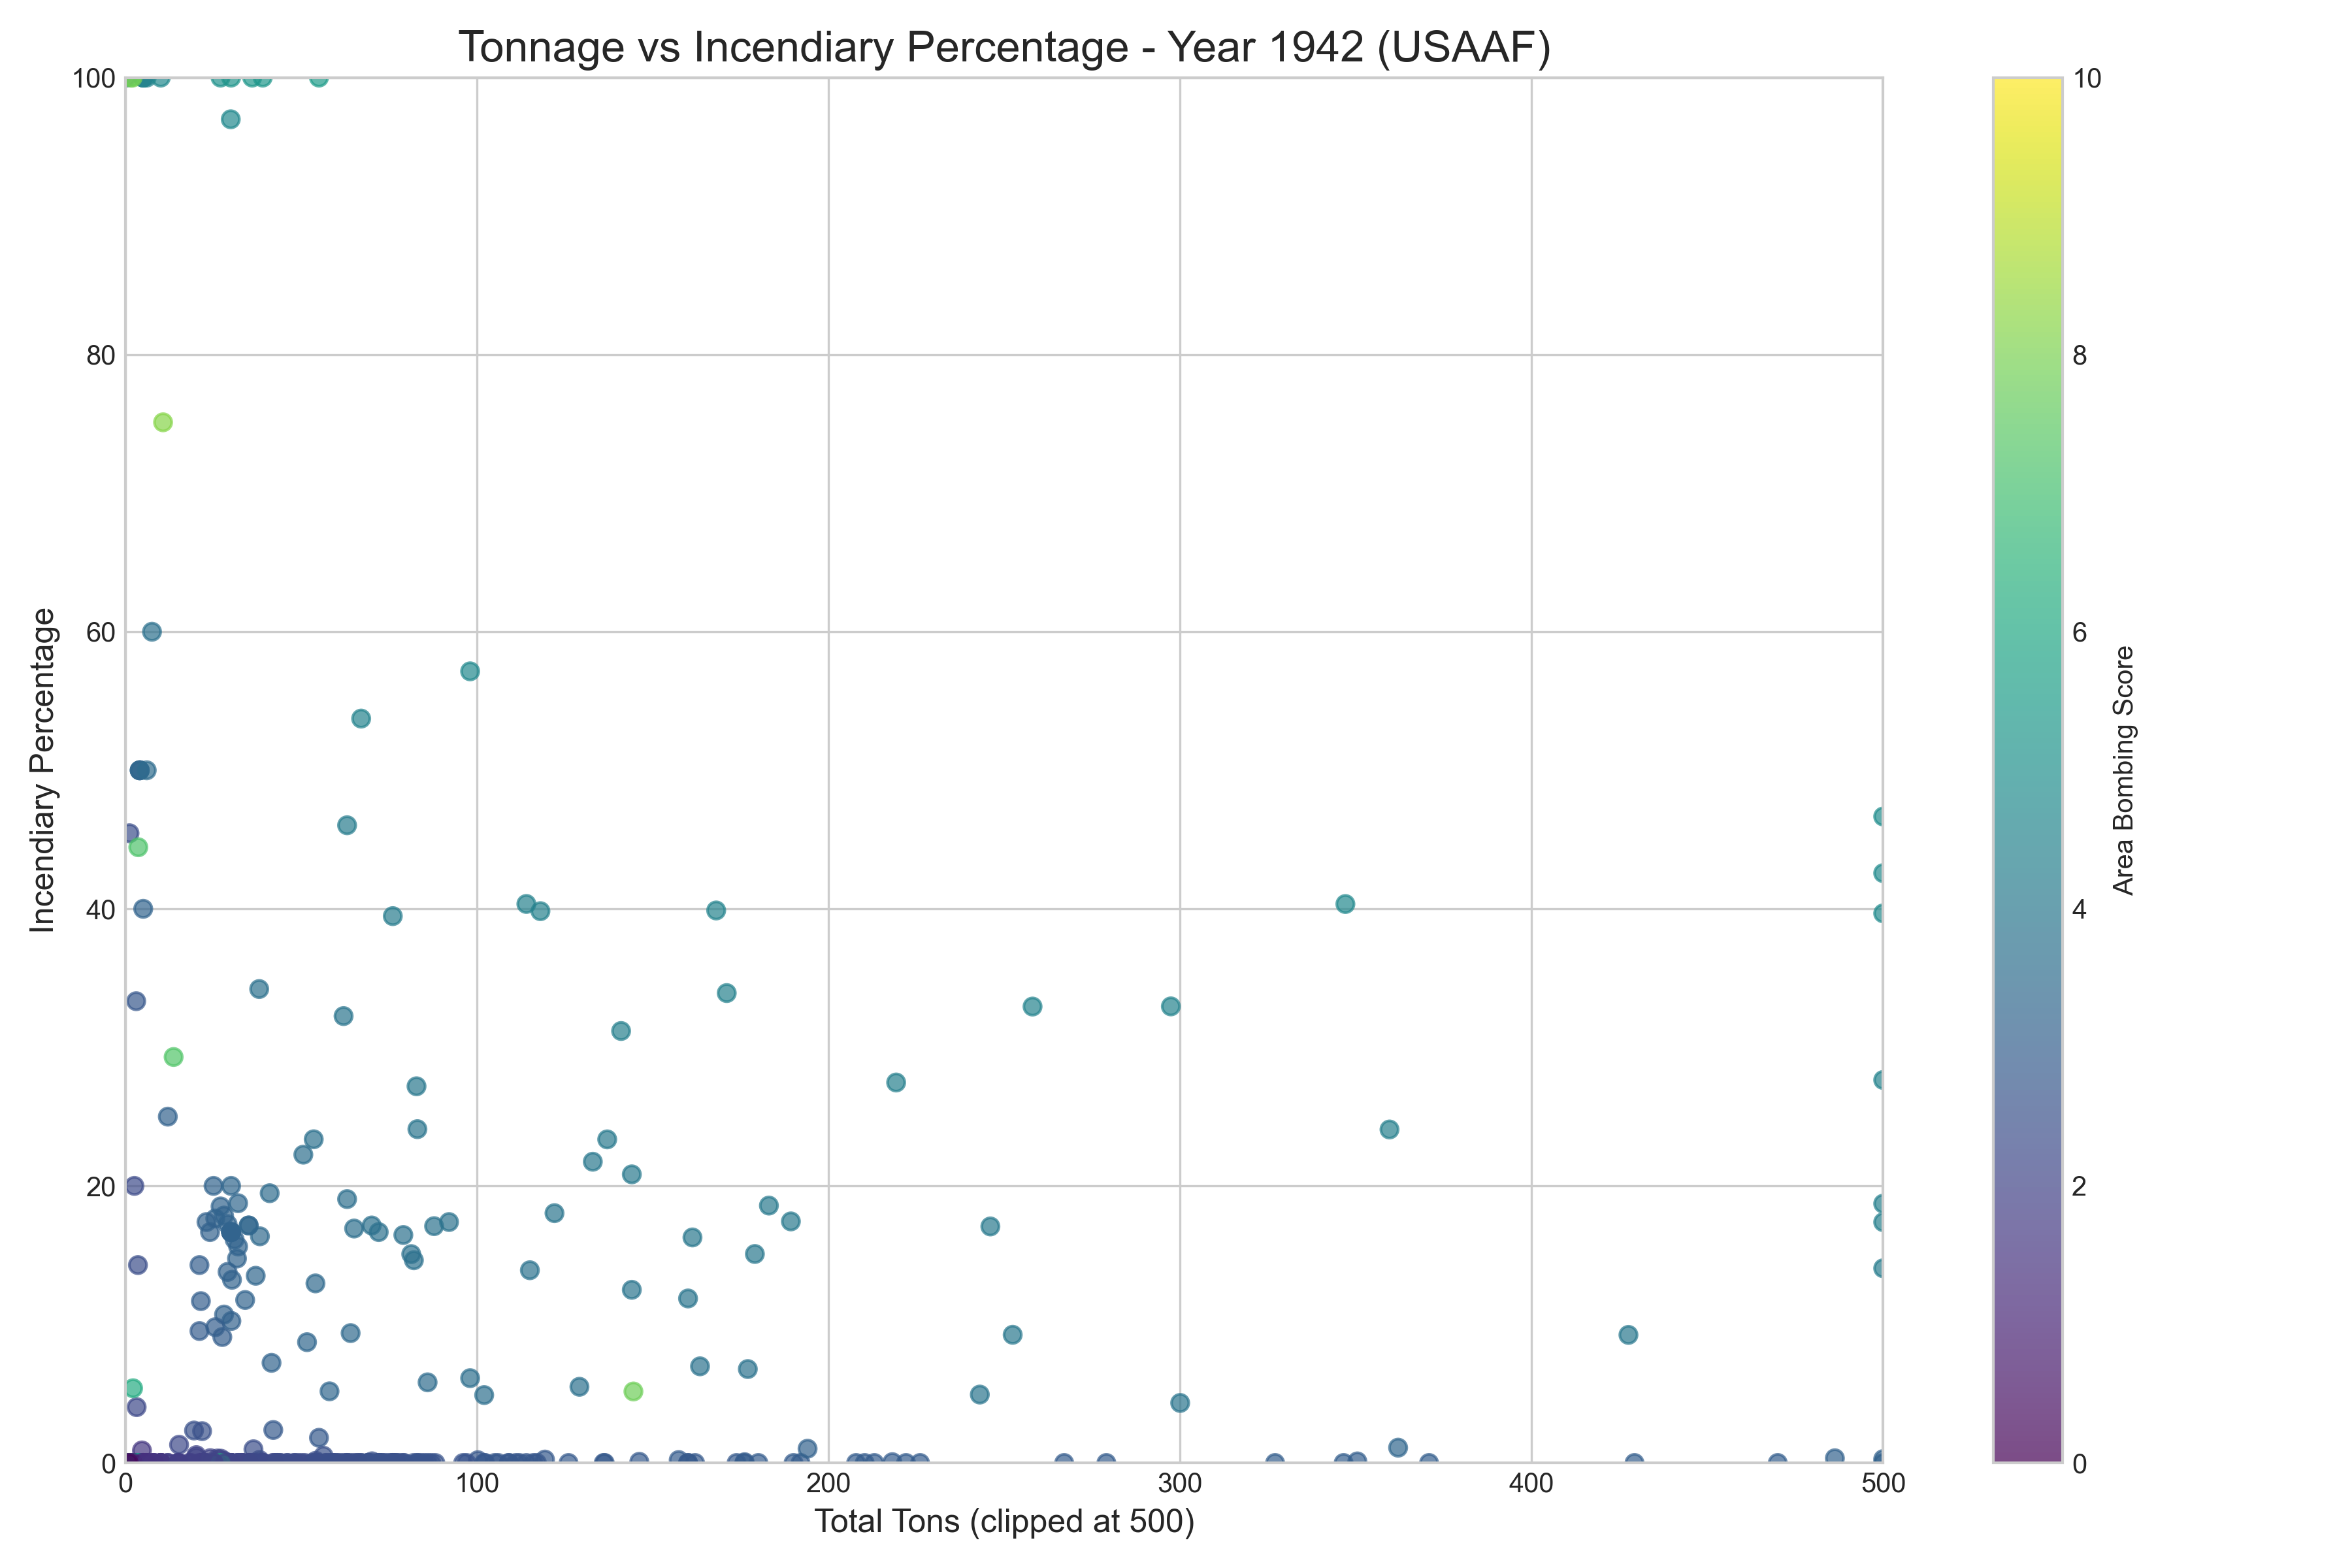 Tonnage vs Incendiary Percentage - Year 1942 (USAAF)
Incendiary Percentage
100
80
60
40
20
0
0 100 200 300 400 500
Total Tons (clipped at 500)
10
8
6
4
2
0
Area Bombing Score